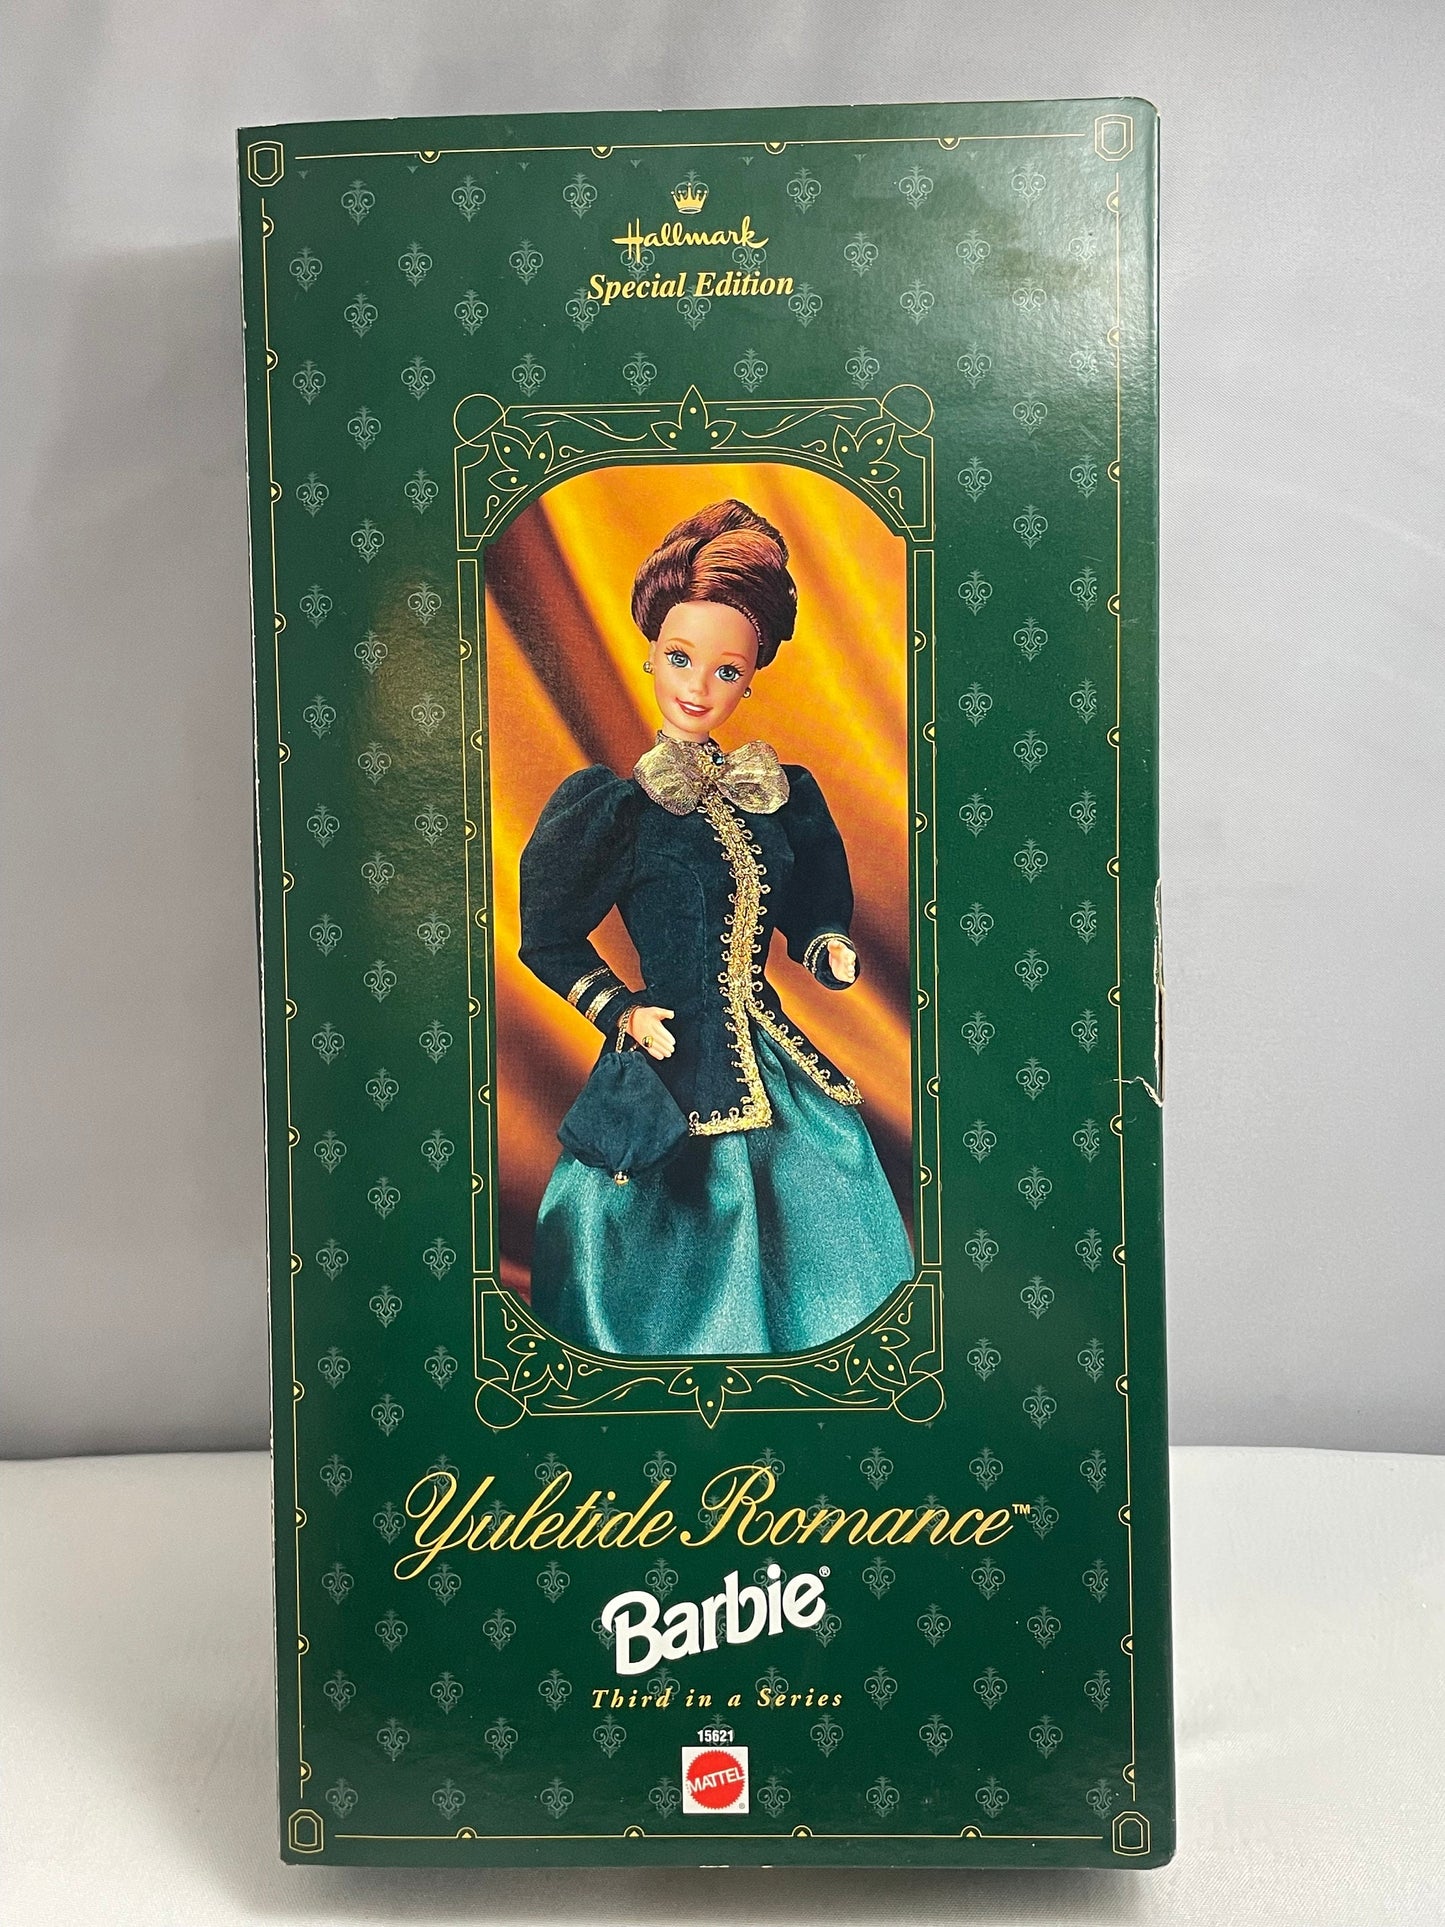 Hallmark
Special Edition
Yuletide Romance™
Barbie®
Third in a Series
15621
MATTEL
®